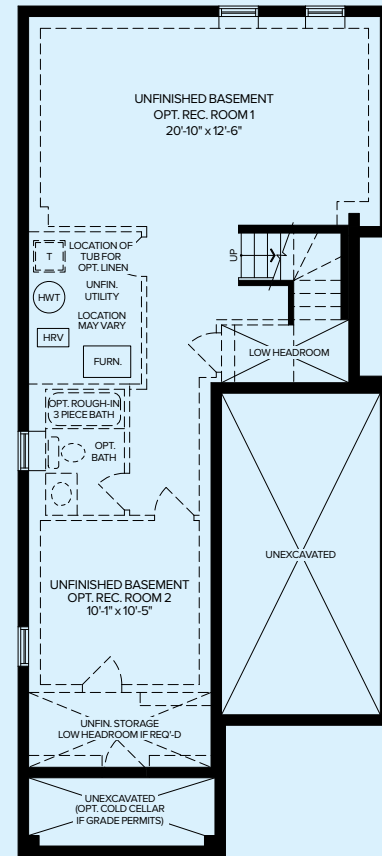 UNFINISHED BASEMENT
OPT. REC. ROOM 1
20'-10" x 12'-6"
LOCATION OF
TUB FOR
OPT. LINEN
T
UP
UNFIN.
UTILITY
HWT
LOCATION
MAY VARY
HRV
FURN.
LOW HEADROOM
OPT. ROUGH-IN
3 PIECE BATH
OPT.
BATH
UNEXCAVATED
UNFINISHED BASEMENT
OPT. REC. ROOM 2
10'-1" x 10'-5"
UNFIN. STORAGE
LOW HEADROOM IF REQ'-D
UNEXCAVATED
(OPT. COLD CELLAR
IF GRADE PERMITS)